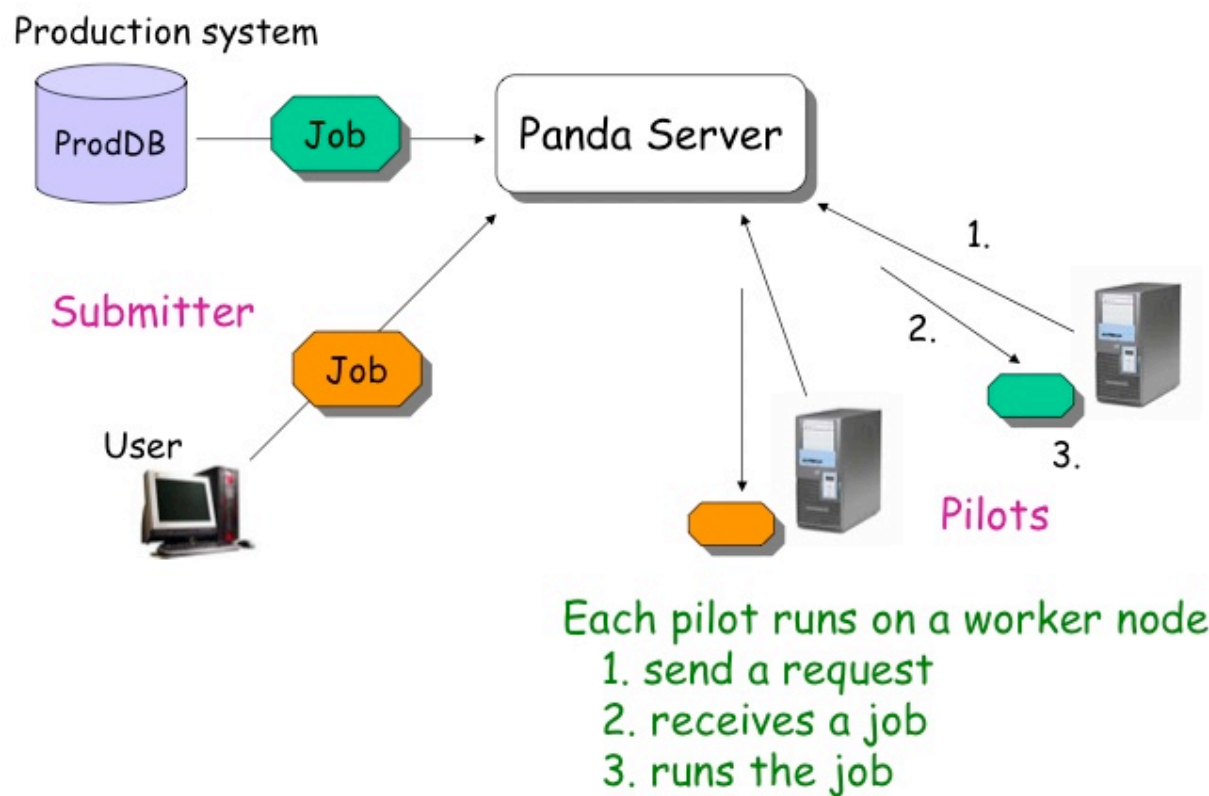 Production system
ProdDB
Job
Panda Server
1.
Submitter
2.
Job
User
3.
Pilots
Each pilot runs on a worker node
1. send a request
2. receives a job
3. runs the job